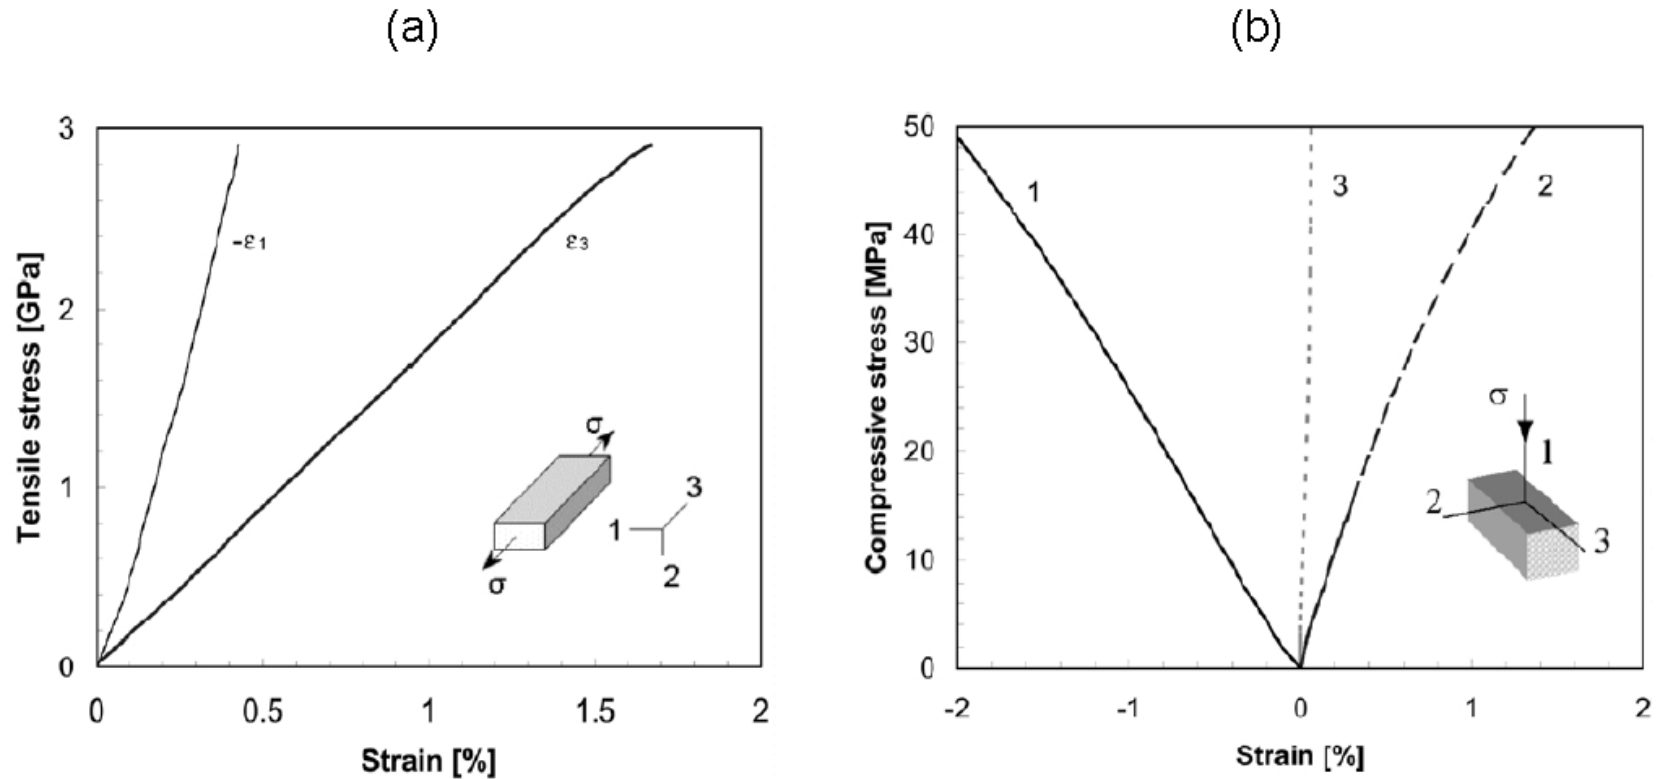 (a)
3
2
1
0
Tensile stress [GPa]
-ε1
ε3
σ
σ
1
2
3
0
0.5
1
1.5
2
Strain [%]
(b)
50
40
30
20
10
0
Compressive stress [MPa]
1
3
2
σ
1
2
3
-2
-1
0
1
2
Strain [%]